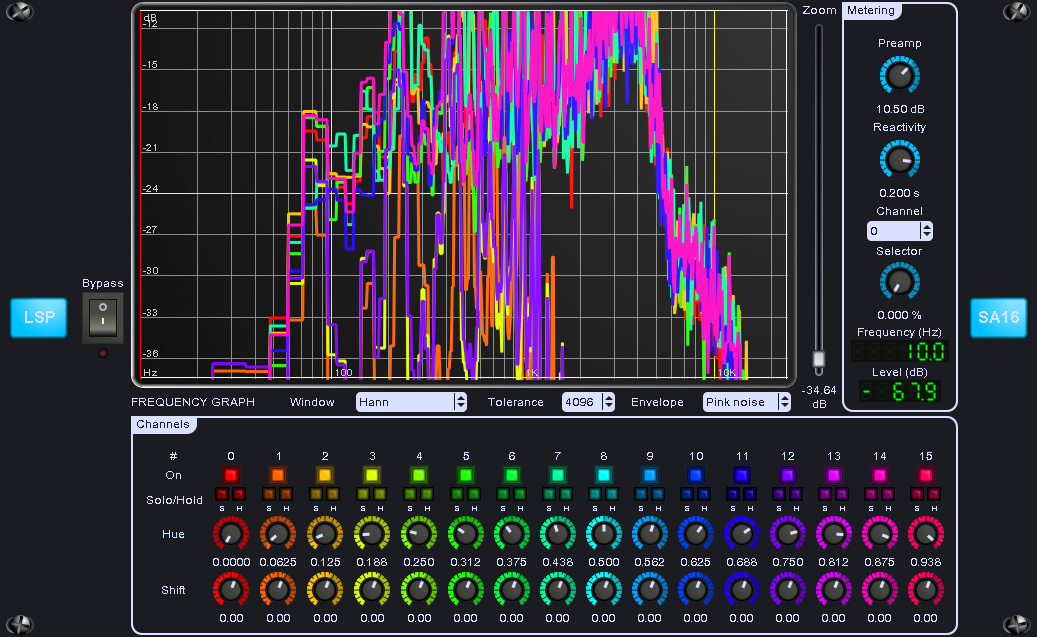 Zoom
Metering
dB
-12
-15
-18
-21
-24
-27
-30
-33
-36
Hz
100
1K
10K
Preamp
10.50 dB
Reactivity
0.200 s
Channel
0
Selector
0.000 %
Frequency (Hz)
10.0
Level (dB)
-67.9
Bypass
LSP
SA16
-34.64
dB
FREQUENCY GRAPH Window Hann Tolerance 4096 Envelope Pink noise
Channels
# 0 1 2 3 4 5 6 7 8 9 10 11 12 13 14 15
On
Solo/Hold
S H S H S H S H S H S H S H S H S H S H S H S H S H S H S H S H
Hue
0.0000 0.0625 0.125 0.188 0.250 0.312 0.375 0.438 0.500 0.562 0.625 0.688 0.750 0.812 0.875 0.938
Shift
0.00 0.00 0.00 0.00 0.00 0.00 0.00 0.00 0.00 0.00 0.00 0.00 0.00 0.00 0.00 0.00